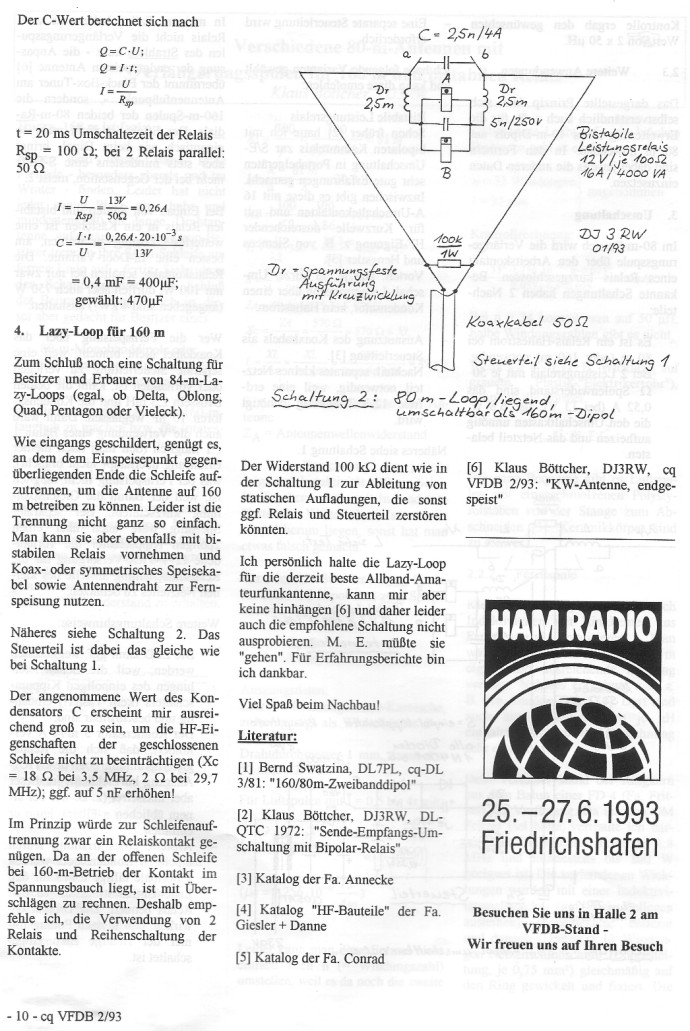 Der C-Wert berechnet sich nach
Q = C·U;
Q = I·t;
I = U / Rsp
t = 20 ms Umschaltezeit der Relais
Rsp = 100 Ω; bei 2 Relais parallel:
50 Ω
I = U / Rsp = 13V / 50Ω = 0,26A
C = I·t / U = 0,26A·20·10⁻³s / 13V
= 0,4 mF = 400μF;
gewählt: 470μF
4. Lazy-Loop für 160 m
Zum Schluß noch eine Schaltung für
Besitzer und Erbauer von 84-m-La-
zy-Loops (egal, ob Delta, Oblong,
Quad, Pentagon oder Vieleck).
Wie eingangs geschildert, genügt es,
an dem dem Einspeisepunkt gegen-
überliegenden Ende die Schleife auf-
zutrennen, um die Antenne auf 160
m betreiben zu können. Leider ist die
Trennung nicht ganz so einfach.
Man kann sie aber ebenfalls mit bi-
stabilen Relais vornehmen und
Koax- oder symmetrisches Speiseka-
bel sowie Antennendraht zur Fern-
speisung nutzen.
Näheres siehe Schaltung 2. Das
Steuerteil ist dabei das gleiche wie
bei Schaltung 1.
Der angenommene Wert des Kon-
densators C erscheint mir ausrei-
chend groß zu sein, um die HF-Ei-
genschaften der geschlossenen
Schleife nicht zu beeinträchtigen (Xc
= 18 Ω bei 3,5 MHz, 2 Ω bei 29,7
MHz); ggf. auf 5 nF erhöhen!
Im Prinzip würde zur Schleifenauf-
trennung zwar ein Relaiskontakt ge-
nügen. Da an der offenen Schleife
bei 160-m-Betrieb der Kontakt im
Spannungsbauch liegt, ist mit Über-
schlägen zu rechnen. Deshalb emp-
fehle ich, die Verwendung von 2
Relais und Reihenschaltung der
Kontakte.
C = 2,5n/4A
a
b
A
Dr
2,5m
Dr
2,5m
5n/250V
B
Bistabile
Leistungsrelais
12V/je 100Ω
16A/4000 VA
100k
1W
DJ 3 RW
01/93
Dr = Spannungsfeste
Ausführung
mit Kreuzwicklung
Koaxkabel 50Ω
Steuerteil siehe Schaltung 1
Schaltung 2: 80m-Loop, liegend,
umschaltbar als 160m-Dipol
Der Widerstand 100 kΩ dient wie in
der Schaltung 1 zur Ableitung von
statischen Aufladungen, die sonst
ggf. Relais und Steuerteil zerstören
könnten.
Ich persönlich halte die Lazy-Loop
für die derzeit beste Allband-Ama-
teurfunkantenne, kann mir aber
keine hinhängen [6] und daher leider
auch die empfohlene Schaltung nicht
ausprobieren. M. E. müßte sie
"gehen". Für Erfahrungsberichte bin
ich dankbar.
Viel Spaß beim Nachbau!
Literatur:
[1] Bernd Swatzina, DL7PL, cq-DL
3/81: "160/80m-Zweibanddipol"
[2] Klaus Böttcher, DJ3RW, DL-
QTC 1972: "Sende-Empfangs-Um-
schaltung mit Bipolar-Relais"
[3] Katalog der Fa. Annecke
[4] Katalog "HF-Bauteile" der Fa.
Giesler + Danne
[5] Katalog der Fa. Conrad
[6] Klaus Böttcher, DJ3RW, cq
VFDB 2/93: "KW-Antenne, endge-
speist"
HAM RADIO
25.–27.6.1993
Friedrichshafen
Besuchen Sie uns in Halle 2 am
VFDB-Stand -
Wir freuen uns auf Ihren Besuch
- 10 - cq VFDB 2/93